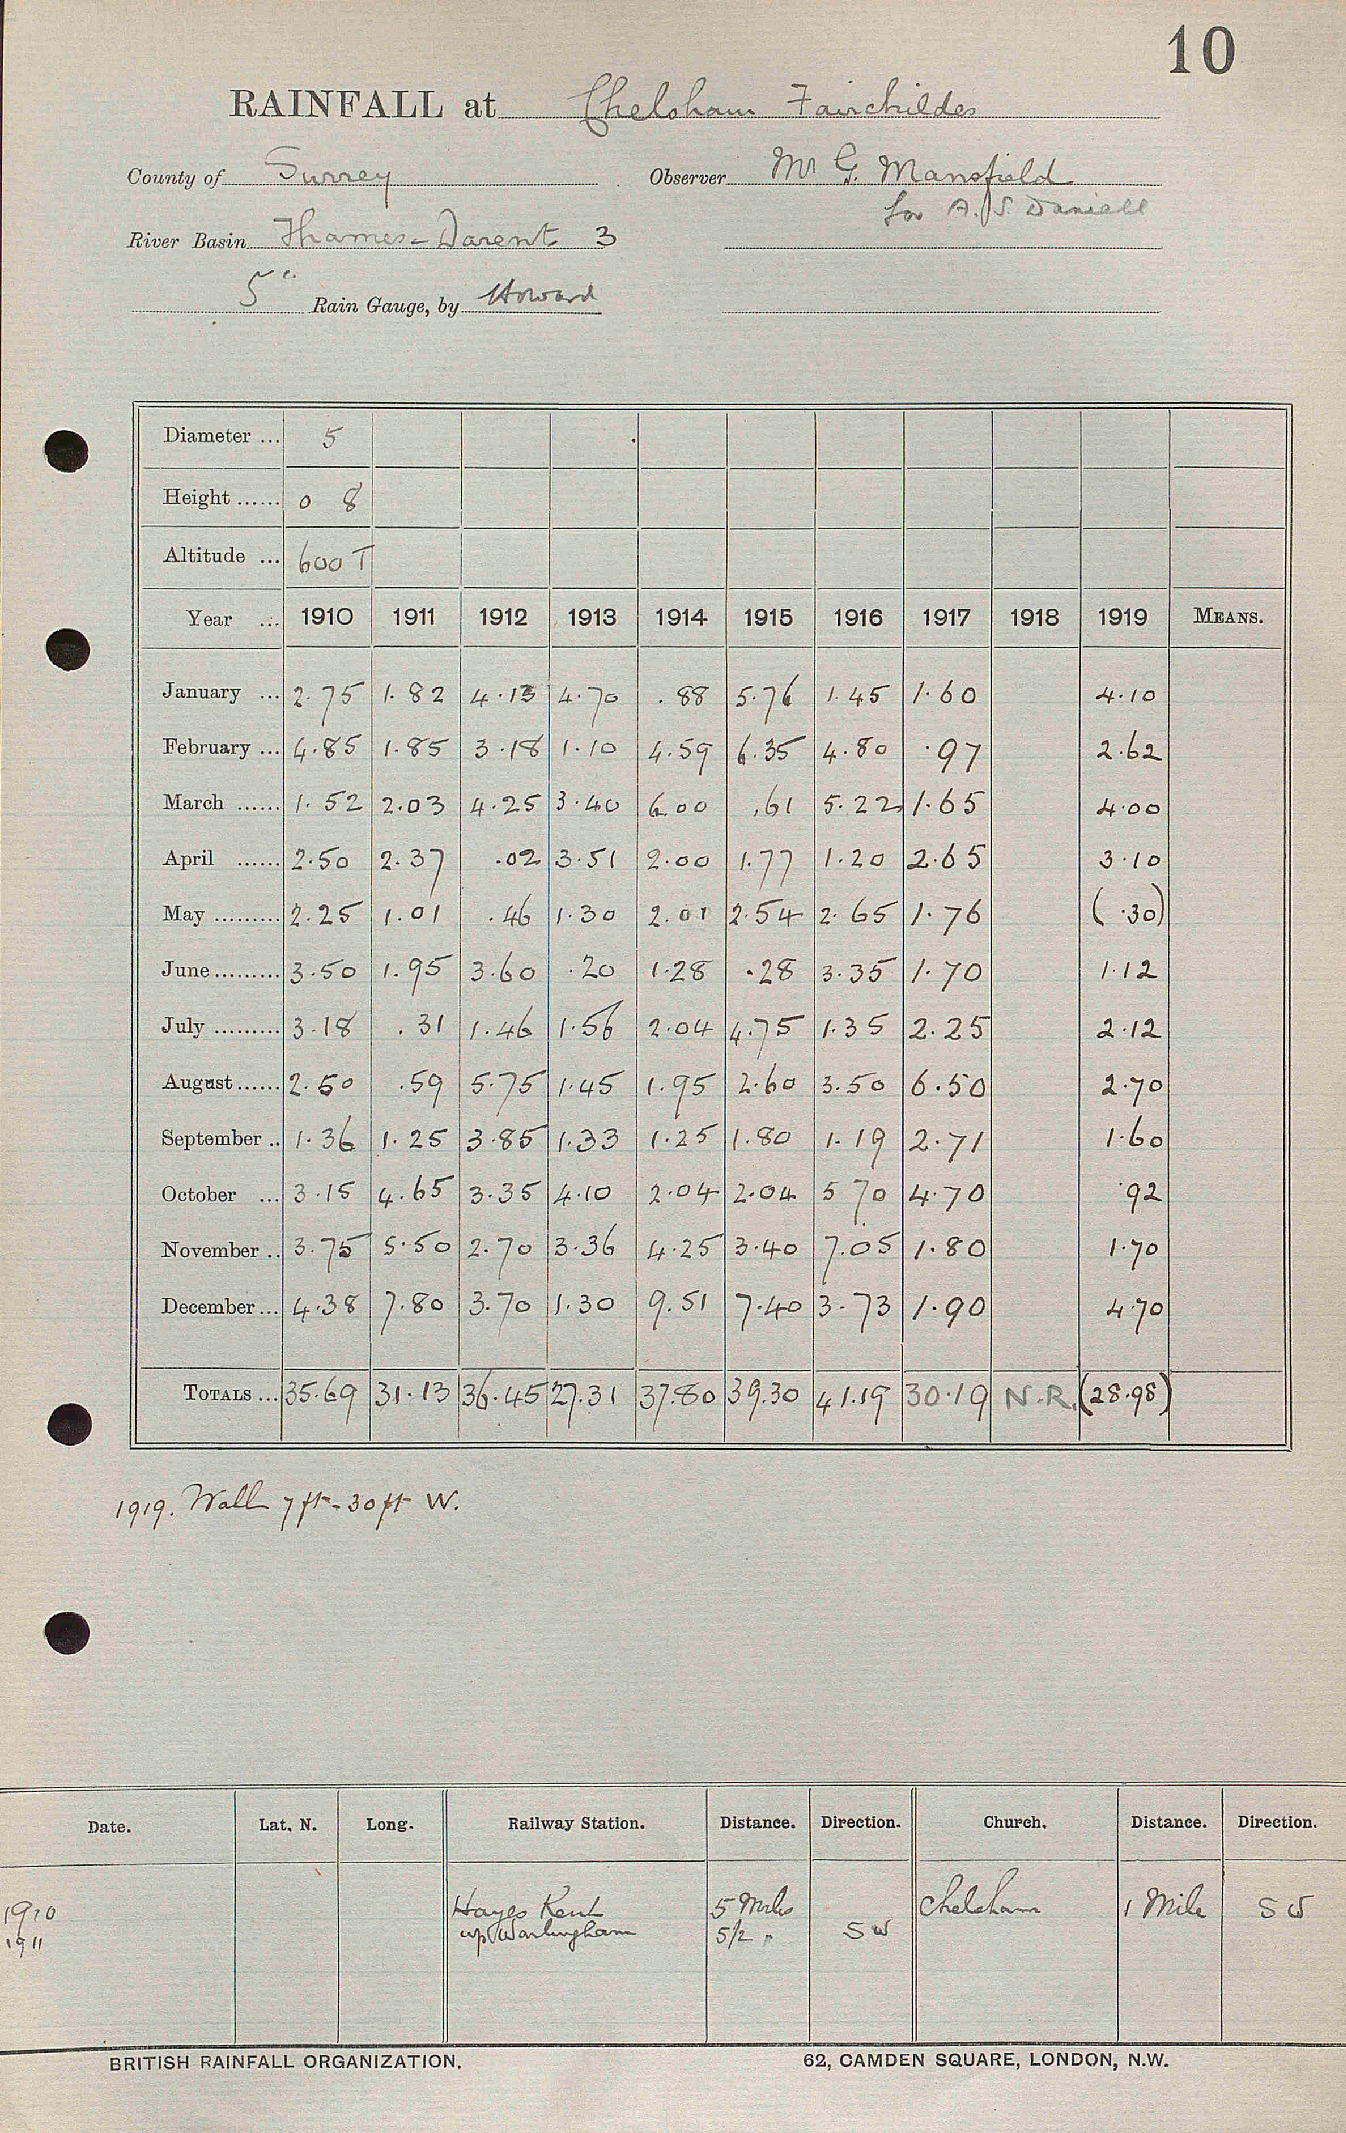 10
RAINFALL at Chelsham Fairchildes
County of Surrey Observer Mr G. Mansfield
for A. S. Daniell
River Basin Thames - Darent 3
5" Rain Gauge, by Howard
Diameter ... 5
Height ...... 0 8
Altitude ... 600 T
Year ... 1910 1911 1912 1913 1914 1915 1916 1917 1918 1919 MEANS.
January ... 2.75 1.82 4.13 4.70 .88 5.76 1.45 1.60 4.10
February ... 4.85 1.85 3.18 1.10 4.59 6.35 4.80 .97 2.62
March ...... 1.52 2.03 4.25 3.40 6.00 .61 5.22 1.65 4.00
April ...... 2.50 2.37 .02 3.51 2.00 1.77 1.20 2.65 3.10
May ......... 2.25 1.01 .46 1.30 2.01 2.54 2.65 1.76 (.30)
June ......... 3.50 1.95 3.60 .20 1.28 .28 3.35 1.70 1.12
July ......... 3.18 .31 1.46 1.56 2.04 4.75 1.35 2.25 2.12
August ...... 2.50 .59 5.75 1.45 1.95 2.60 3.50 6.50 2.70
September .. 1.36 1.25 3.85 1.33 1.25 1.80 1.19 2.71 1.60
October ... 3.15 4.65 3.35 4.10 2.04 2.04 5 70 4.70 .92
November .. 3.75 5.50 2.70 3.36 4.25 3.40 7.05 1.80 1.70
December ... 4.38 7.80 3.70 1.30 9.51 7.40 3.73 1.90 4.70
TOTALS ... 35.69 31.13 36.45 27.31 37.80 39.30 41.19 30.19 N.R. (28.98)
1919. Wall 7 ft - 30 ft W.
Date. Lat. N. Long. Railway Station. Distance. Direction. Church. Distance. Direction.
1910 Hayes Kent 5 Miles Chelsham 1 Mile SW
1911 Up. Warlingham 5/2 " SW
BRITISH RAINFALL ORGANIZATION. 62, CAMDEN SQUARE, LONDON, N.W.